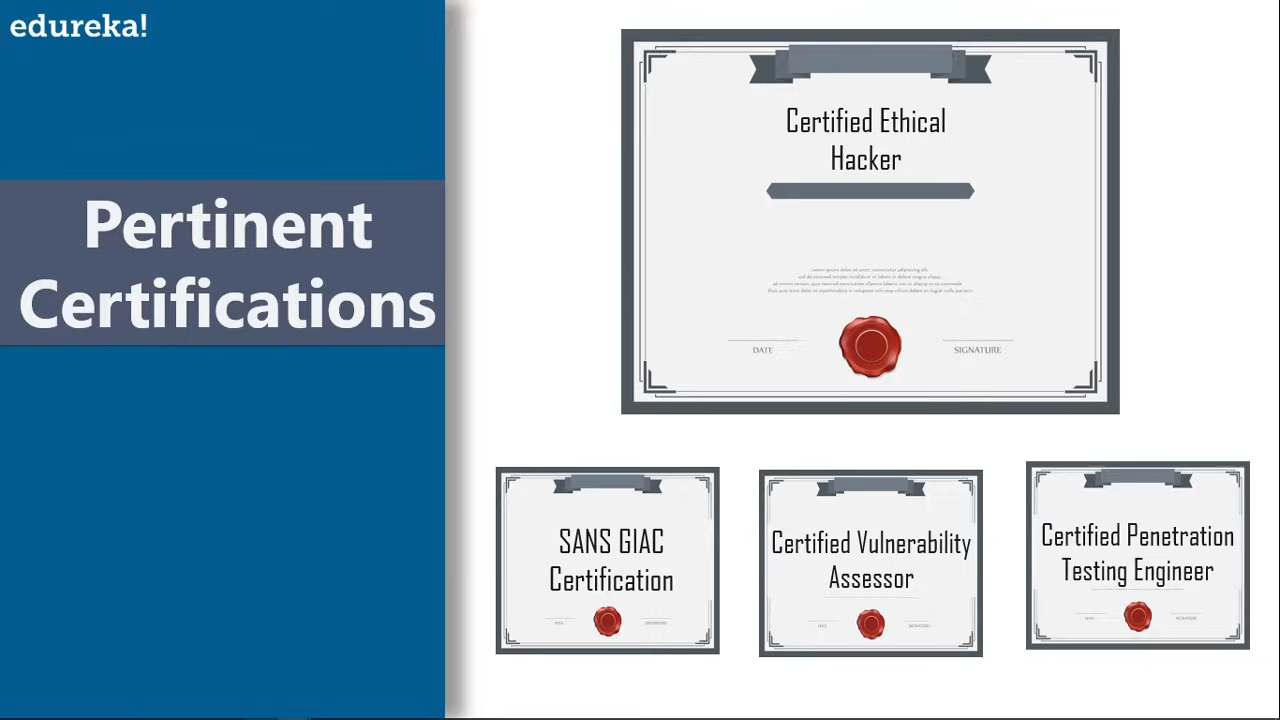 edureka!
Pertinent
Certifications
Certified Ethical
Hacker
DATE
SIGNATURE
SANS GIAC
Certification
Certified Vulnerability
Assessor
Certified Penetration
Testing Engineer